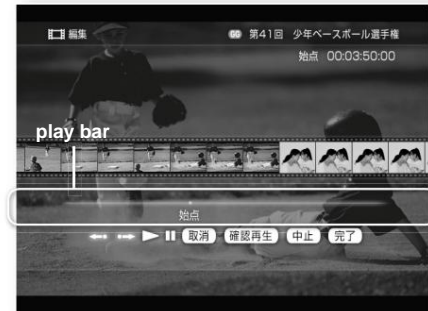 編集
GG 第41回 少年ベースボール選手権
始点 00:03:50:00
play bar
始点
取消 確認再生 中止 完了